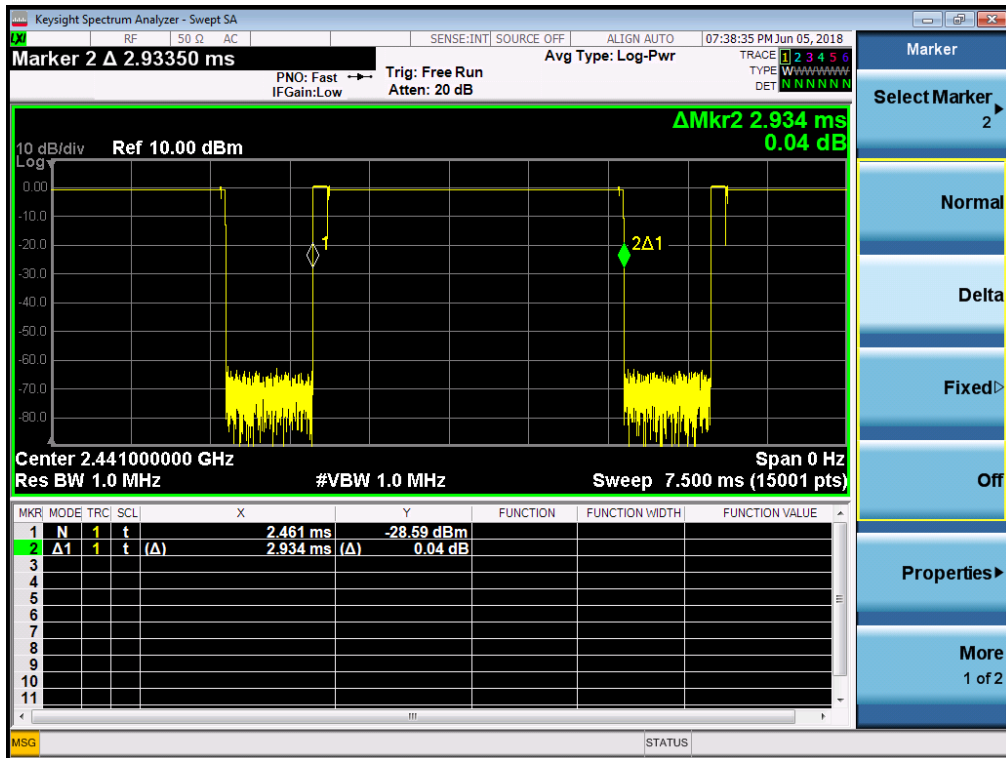 Keysight Spectrum Analyzer - Swept SA
LXI RF 50 Ω AC SENSE:INT SOURCE OFF ALIGN AUTO 07:38:35 PM Jun 05, 2018
Marker 2 Δ 2.93350 ms
PNO: Fast
IFGain:Low
Trig: Free Run
Atten: 20 dB
Avg Type: Log-Pwr
TRACE 1 2 3 4 5 6
TYPE WWWWWWW
DET N N N N N N
ΔMkr2 2.934 ms
0.04 dB
10 dB/div Ref 10.00 dBm
Log
0.00
-10.0
-20.0
-30.0
-40.0
-50.0
-60.0
-70.0
-80.0
1
2Δ1
Center 2.441000000 GHz Span 0 Hz
Res BW 1.0 MHz #VBW 1.0 MHz Sweep 7.500 ms (15001 pts)
MKR MODE TRC SCL X Y FUNCTION FUNCTION WIDTH FUNCTION VALUE
1 N 1 t 2.461 ms -28.59 dBm
2 Δ1 1 t (Δ) 2.934 ms (Δ) 0.04 dB
3
4
5
6
7
8
9
10
11
MSG STATUS
Marker
Select Marker
2
Normal
Delta
Fixed
Off
Properties
More
1 of 2